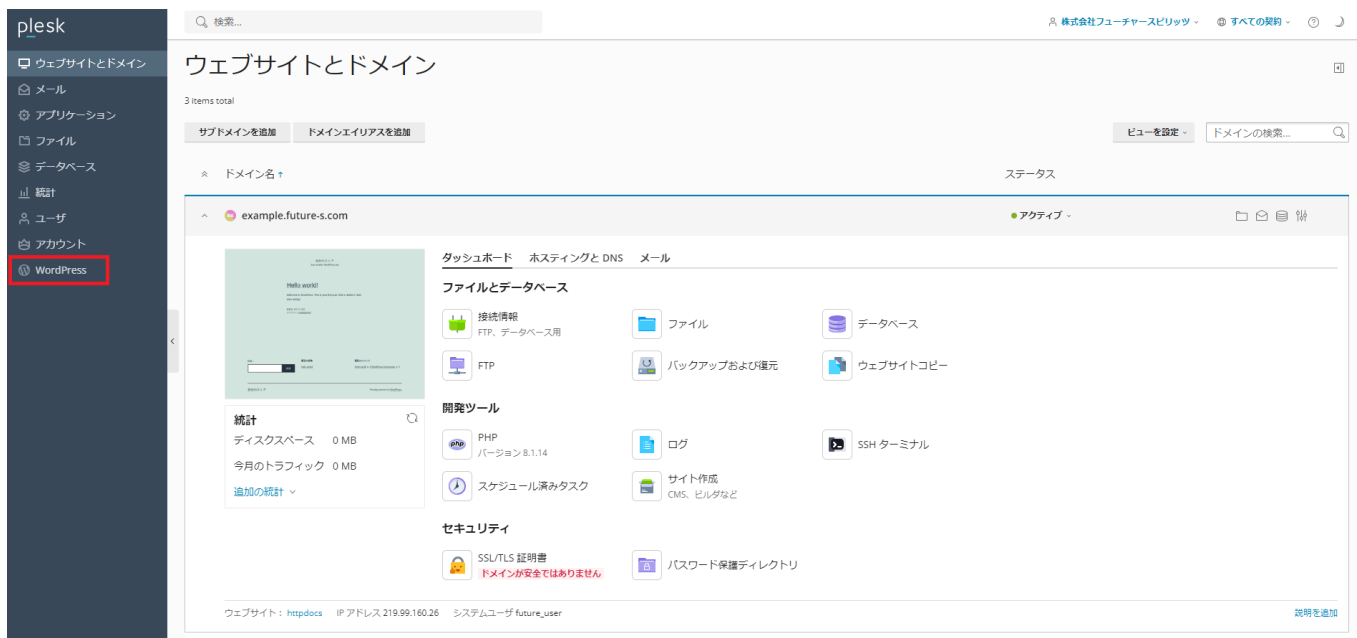 plesk
検索...
株式会社フューチャースピリッツ
すべての契約
ウェブサイトとドメイン
メール
アプリケーション
ファイル
データベース
統計
ユーザ
アカウント
WordPress
ウェブサイトとドメイン
3 items total
サブドメインを追加 ドメインエイリアスを追加
ビューを設定
ドメインの検索...
ドメイン名↑ ステータス
example.future-s.com アクティブ
Hello world!
ダッシュボード ホスティングと DNS メール
ファイルとデータベース
接続情報
FTP、データベース用
ファイル
データベース
FTP
バックアップおよび復元
ウェブサイトコピー
開発ツール
php
PHP
バージョン 8.1.14
ログ
SSH ターミナル
スケジュール済みタスク
サイト作成
CMS、ビルダなど
セキュリティ
SSL/TLS 証明書
ドメインが安全ではありません
パスワード保護ディレクトリ
統計
ディスクスペース 0 MB
今月のトラフィック 0 MB
追加の統計
ウェブサイト： httpdocs IP アドレス 219.99.160.26 システムユーザ future_user
説明を追加